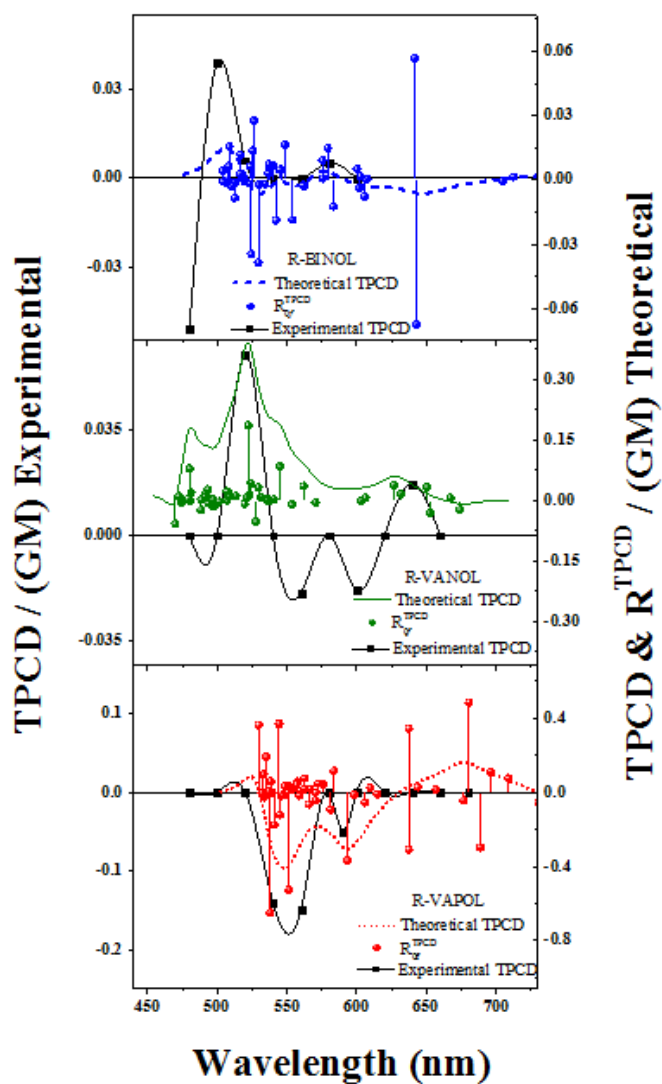 TPCD / (GM) Experimental
0.03
0.00
-0.03
0.06
0.03
0.00
-0.03
-0.06
R-BINOL
Theoretical TPCD
R0f^TPCD
Experimental TPCD
0.035
0.000
-0.035
0.30
0.15
0.00
-0.15
-0.30
R-VANOL
Theoretical TPCD
R0f^TPCD
Experimental TPCD
0.1
0.0
-0.1
-0.2
0.4
0.0
-0.4
-0.8
R-VAPOL
Theoretical TPCD
R0f^TPCD
Experimental TPCD
450 500 550 600 650 700
Wavelength (nm)
TPCD & R^TPCD / (GM) Theoretical